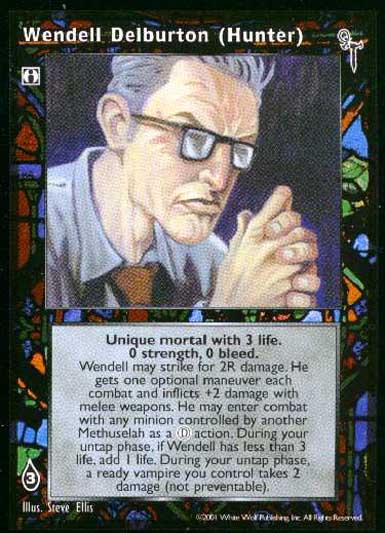 Wendell Delburton (Hunter)
Unique mortal with 3 life.
0 strength, 0 bleed.
Wendell may strike for 2R damage. He
gets one optional maneuver each
combat and inflicts +2 damage with
melee weapons. He may enter combat
with any minion controlled by another
Methuselah as a D action. During your
untap phase, if Wendell has less than 3
life, add 1 life. During your untap phase,
a ready vampire you control takes 2
damage (not preventable).
3
Illus. Steve Ellis
©2001 White Wolf Publishing, Inc. All Rights Reserved.